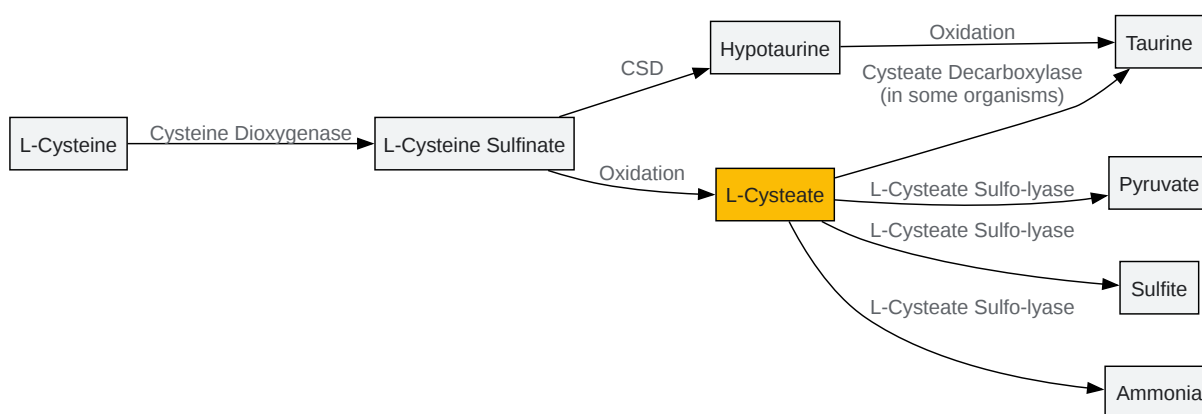 Oxidation
Hypotaurine
Taurine
CSD
Cysteate Decarboxylase
(in some organisms)
L-Cysteine
Cysteine Dioxygenase
L-Cysteine Sulfinate
Oxidation
L-Cysteate
L-Cysteate Sulfo-lyase
Pyruvate
L-Cysteate Sulfo-lyase
Sulfite
L-Cysteate Sulfo-lyase
Ammonia